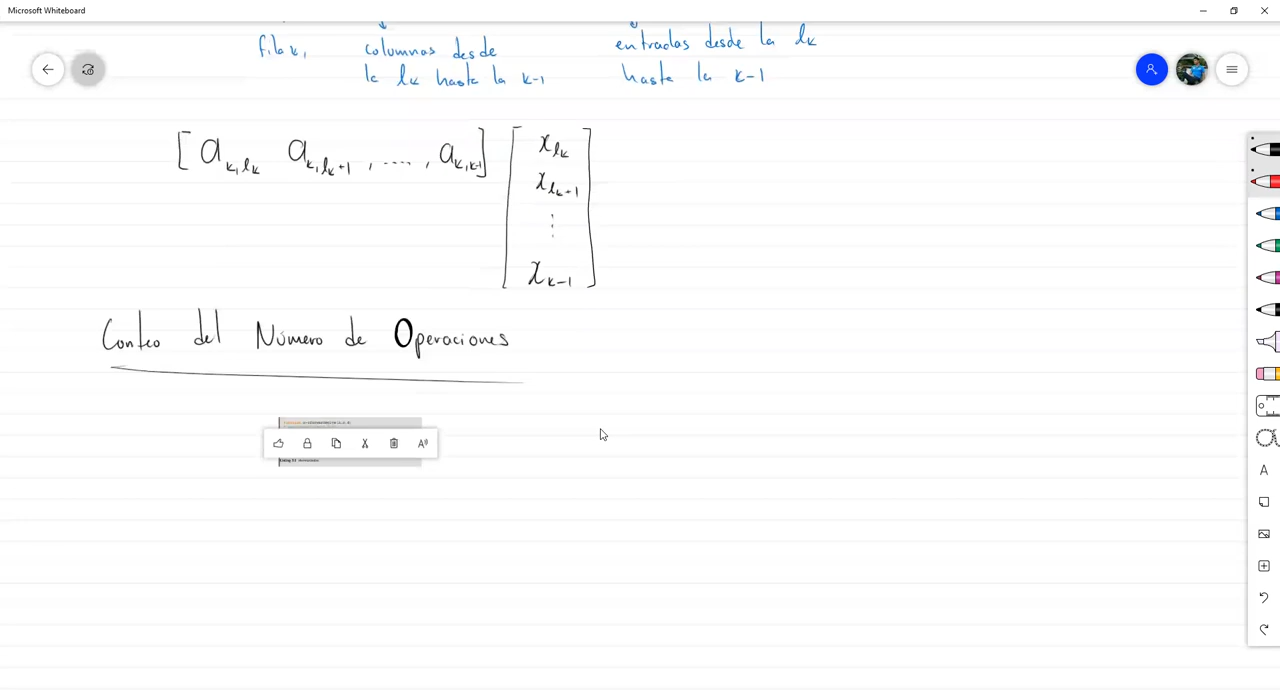 Microsoft Whiteboard
fila k, columnas desde entradas desde la lk
la lk hasta la k-1 hasta la k-1
[ a_{k,lk} a_{k,lk+1} , ...., a_{k,k-1} ] [ x_{lk}
x_{lk+1}
⋮
x_{k-1} ]
Conteo del Número de Operaciones
A